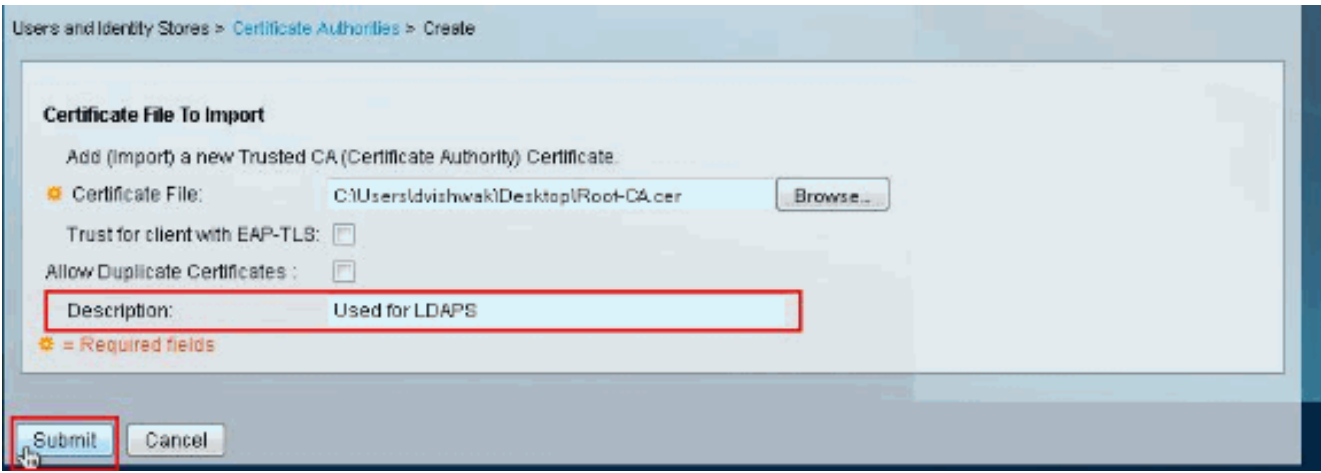 Users and Identity Stores > Certificate Authorities > Create
Certificate File To Import
Add (Import) a new Trusted CA (Certificate Authority) Certificate.
Certificate File: C:\Users\dvishwak\Desktop\Root-CA.cer Browse...
Trust for client with EAP-TLS:
Allow Duplicate Certificates :
Description: Used for LDAPS
= Required fields
Submit Cancel